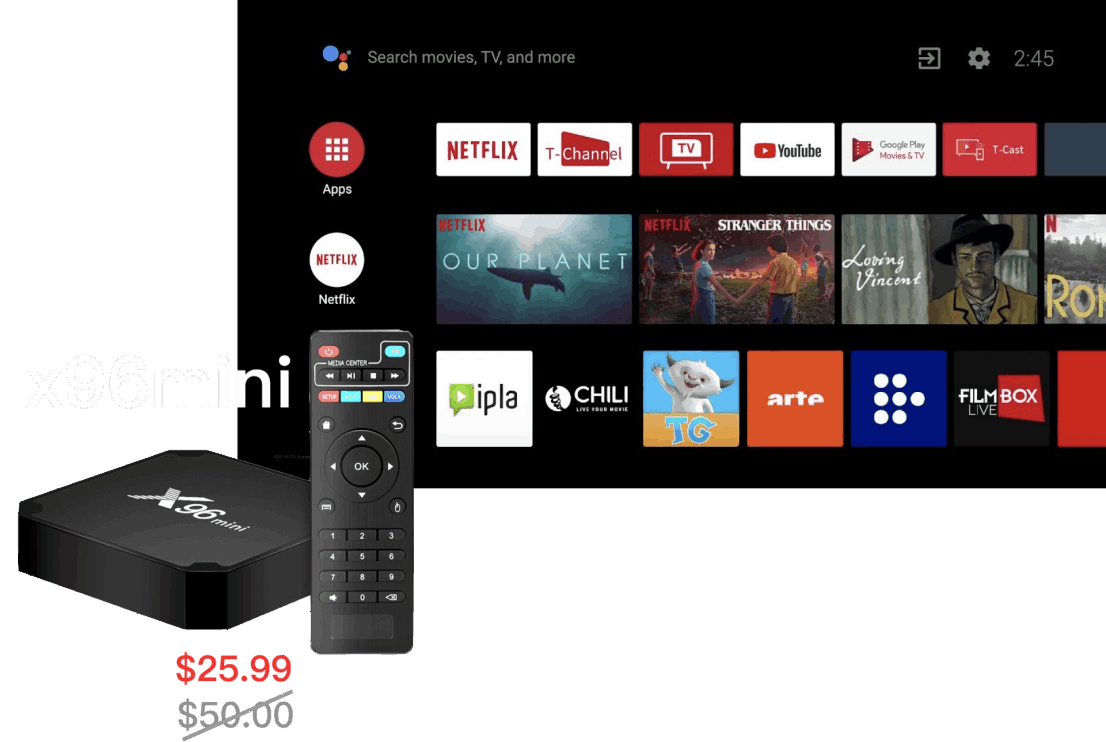 Search movies, TV, and more
2:45
Apps
NETFLIX
T-Channel
TV
YouTube
Google Play
Movies & TV
T-Cast
NETFLIX
Netflix
NETFLIX
OUR PLANET
NETFLIX
STRANGER THINGS
Loving
Vincent
N
x96mini
ipla
CHILI
LIVE YOUR MOVIE
TG
arte
FILMBOX
LIVE
MEDIA CENTER
SETUP
VOL+
OK
X96mini
1 2 3
4 5 6
7 8 9
0
$25.99
$50.00